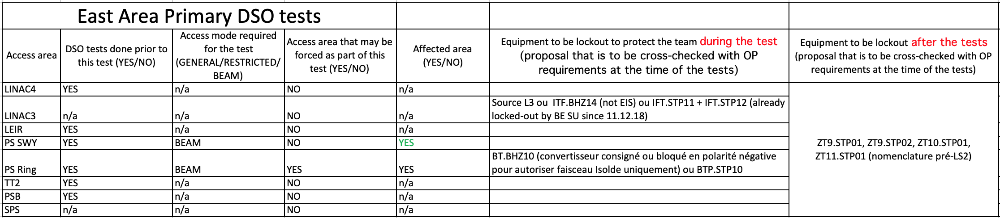 East Area Primary DSO tests
Access area
DSO tests done prior to
this test (YES/NO)
Access mode required
for the test
(GENERAL/RESTRICTED/
BEAM)
Access area that may be
forced as part of this
test (YES/NO)
Affected area
(YES/NO)
Equipment to be lockout to protect the team during the test
(proposal that is to be cross-checked with OP
requirements at the time of the tests)
Equipment to be lockout after the tests
(proposal that is to be cross-checked with OP
requirements at the time of the tests)
LINAC4 YES n/a NO n/a
Source L3 ou  ITF.BHZ14 (not EIS) ou IFT.STP11 + IFT.STP12 (already
LINAC3 n/a n/a NO n/a locked-out by BE SU since 11.12.18)
LEIR YES n/a NO n/a
PS SWY YES BEAM NO YES
BT.BHZ10 (convertisseur consigné ou bloqué en polarité négative
PS Ring YES BEAM YES YES pour autoriser faisceau Isolde uniquement) ou BTP.STP10
TT2 YES n/a NO n/a
PSB YES n/a NO n/a
SPS n/a n/a NO n/a
ZT9.STP01, ZT9.STP02, ZT10.STP01,
ZT11.STP01 (nomenclature pré-LS2)